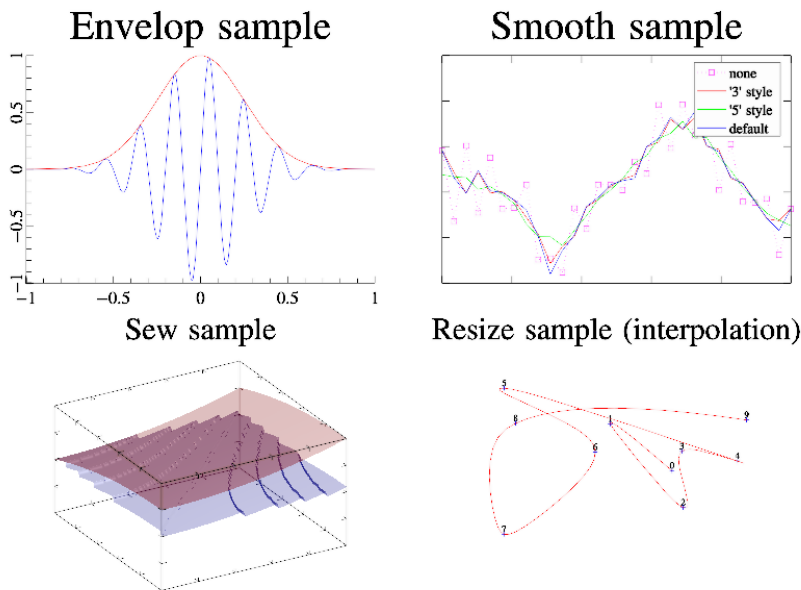 Envelop sample
Smooth sample
1
0.5
0
−0.5
−1
−1
−0.5
0
0.5
1
none
'3' style
'5' style
default
Sew sample
Resize sample (interpolation)
5
8
1
9
6
3
4
0
2
7